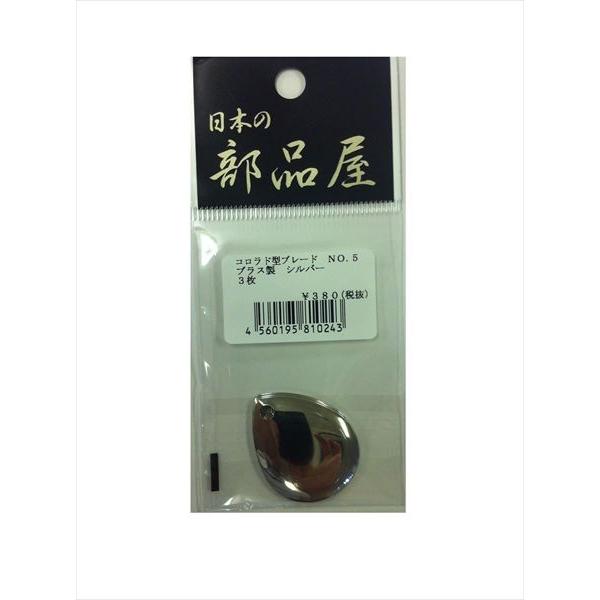 日本の
部品屋
コロラド型ブレード　NO.5
ブラス製　シルバー
3枚
￥380(税抜)
4 560195 810243